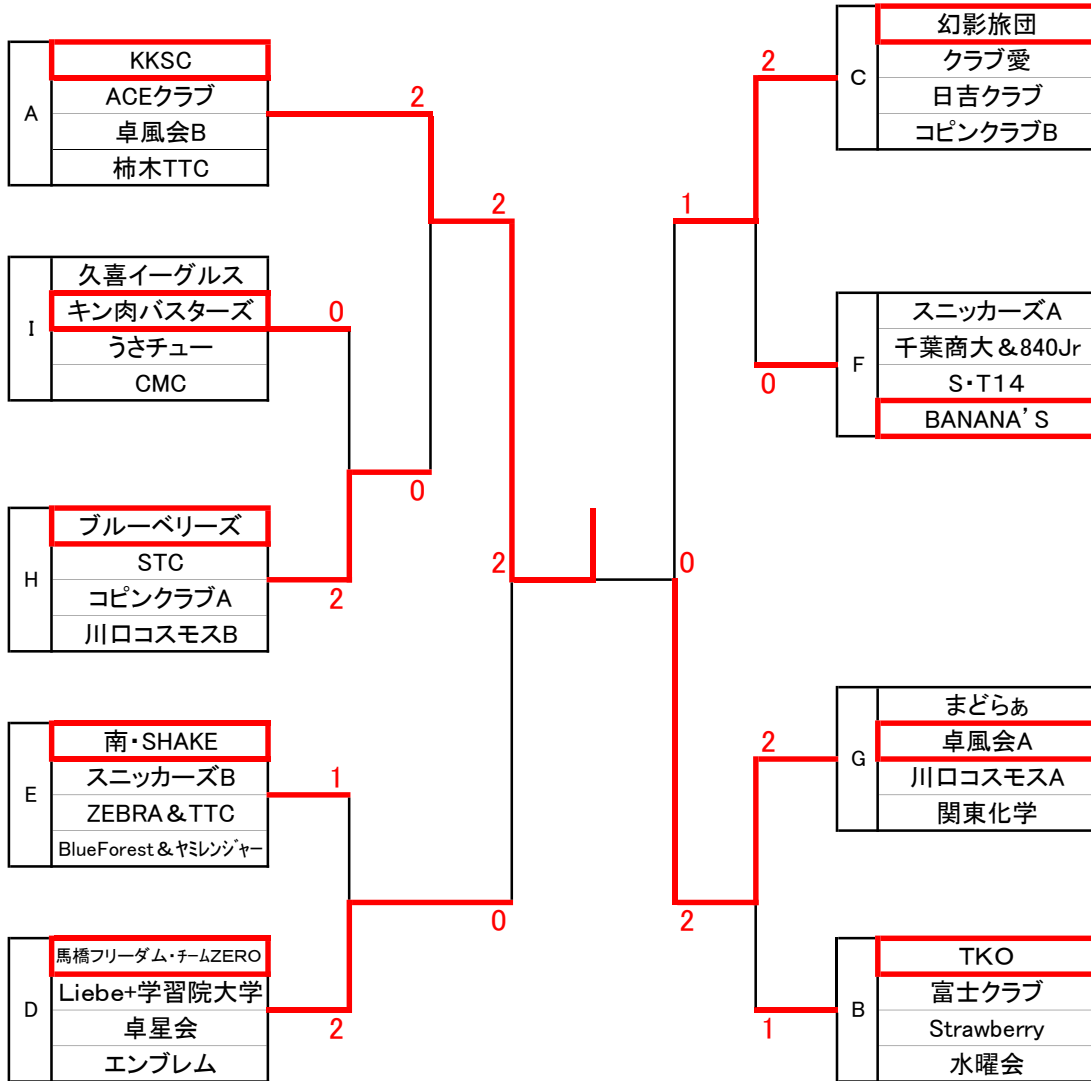 A
KKSC
ACEクラブ
卓風会B
柿木TTC
2
I
久喜イーグルス
キン肉バスターズ
うさチュー
CMC
0
2
H
ブルーベリーズ
STC
コピンクラブA
川口コスモスB
2
0
2
E
南・SHAKE
スニッカーズB
ZEBRA&TTC
BlueForest&ヤミレンジャー
1
D
馬橋フリーダム・チームZERO
Liebe+学習院大学
卓星会
エンブレム
2
0
C
幻影旅団
クラブ愛
日吉クラブ
コピンクラブB
2
1
F
スニッカーズA
千葉商大&840Jr
S・T14
BANANA'S
0
0
G
まどらぁ
卓風会A
川口コスモスA
関東化学
2
2
B
TKO
富士クラブ
Strawberry
水曜会
1